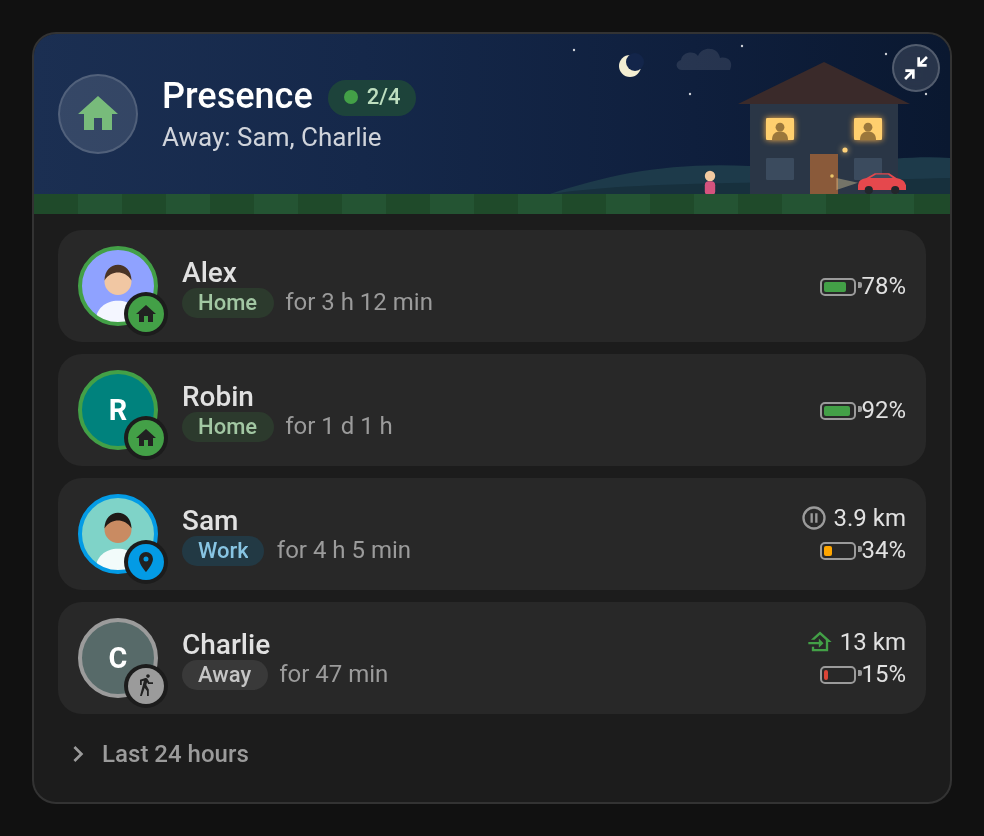 Presence 2/4
Away: Sam, Charlie
Alex
Home for 3 h 12 min
78%
R
Robin
Home for 1 d 1 h
92%
Sam
Work for 4 h 5 min
3.9 km
34%
C
Charlie
Away for 47 min
13 km
15%
Last 24 hours